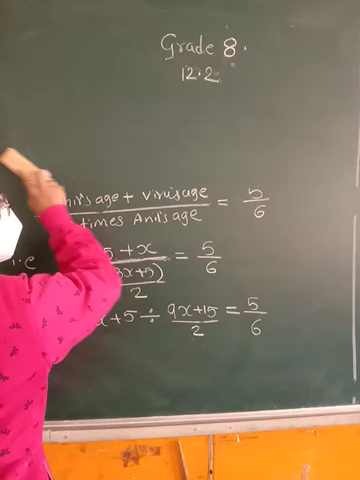 Grade 8.
12.2
age + Vinu's age / times Anil's age = 5/6
i.e 5 + x / (3x+5)/2 = 5/6
x + 5 ÷ 9x+15/2 = 5/6